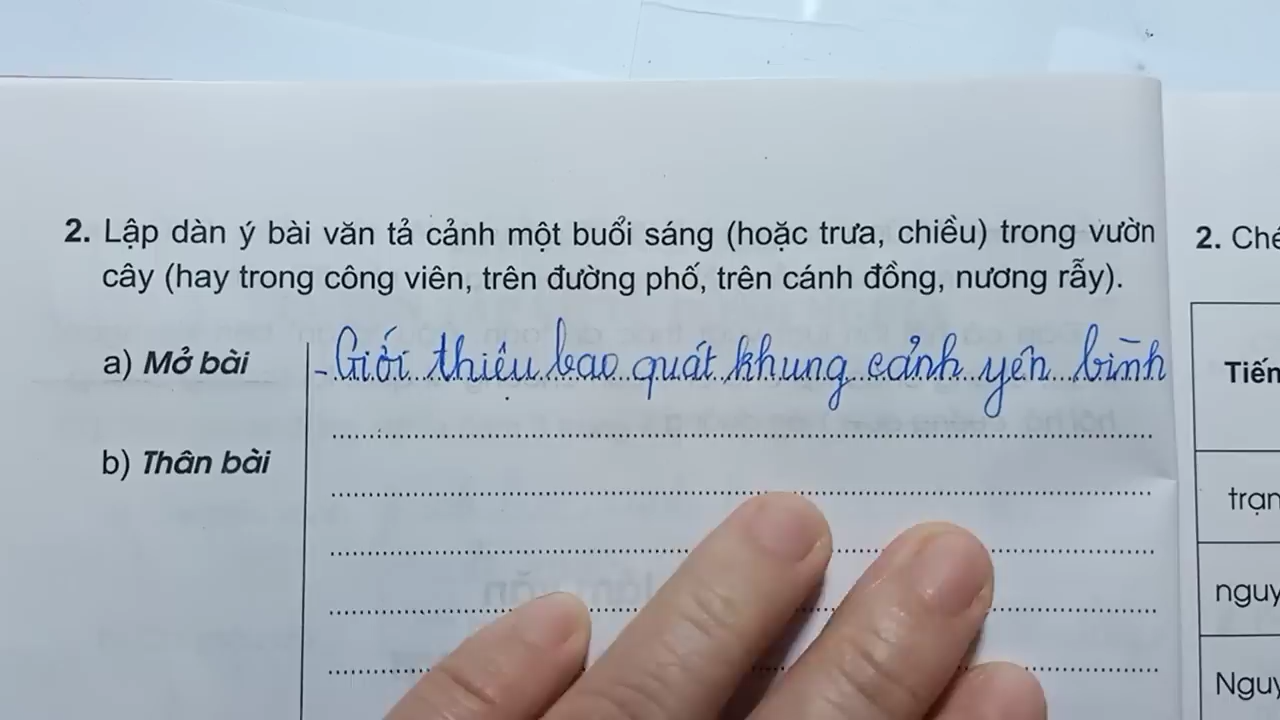 2. Lập dàn ý bài văn tả cảnh một buổi sáng (hoặc trưa, chiều) trong vườn
cây (hay trong công viên, trên đường phố, trên cánh đồng, nương rẫy).
a) Mở bài
- Giới thiệu bao quát khung cảnh yên bình
b) Thân bài
2. Ché
Tiến
trạn
nguy
Nguy